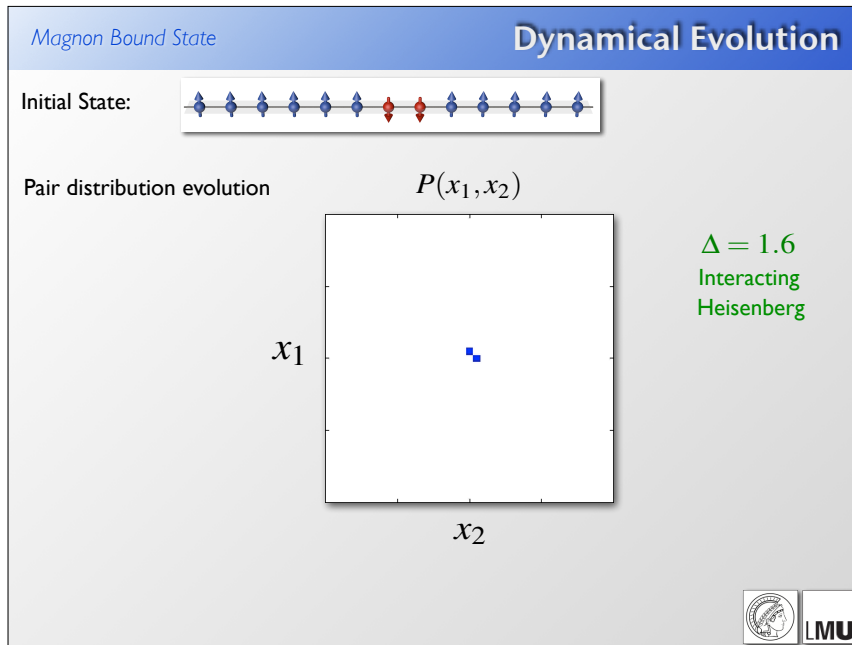 Magnon Bound State
Dynamical Evolution
Initial State:
Pair distribution evolution
P(x₁,x₂)
Δ = 1.6
Interacting
Heisenberg
x₁
x₂
LMU